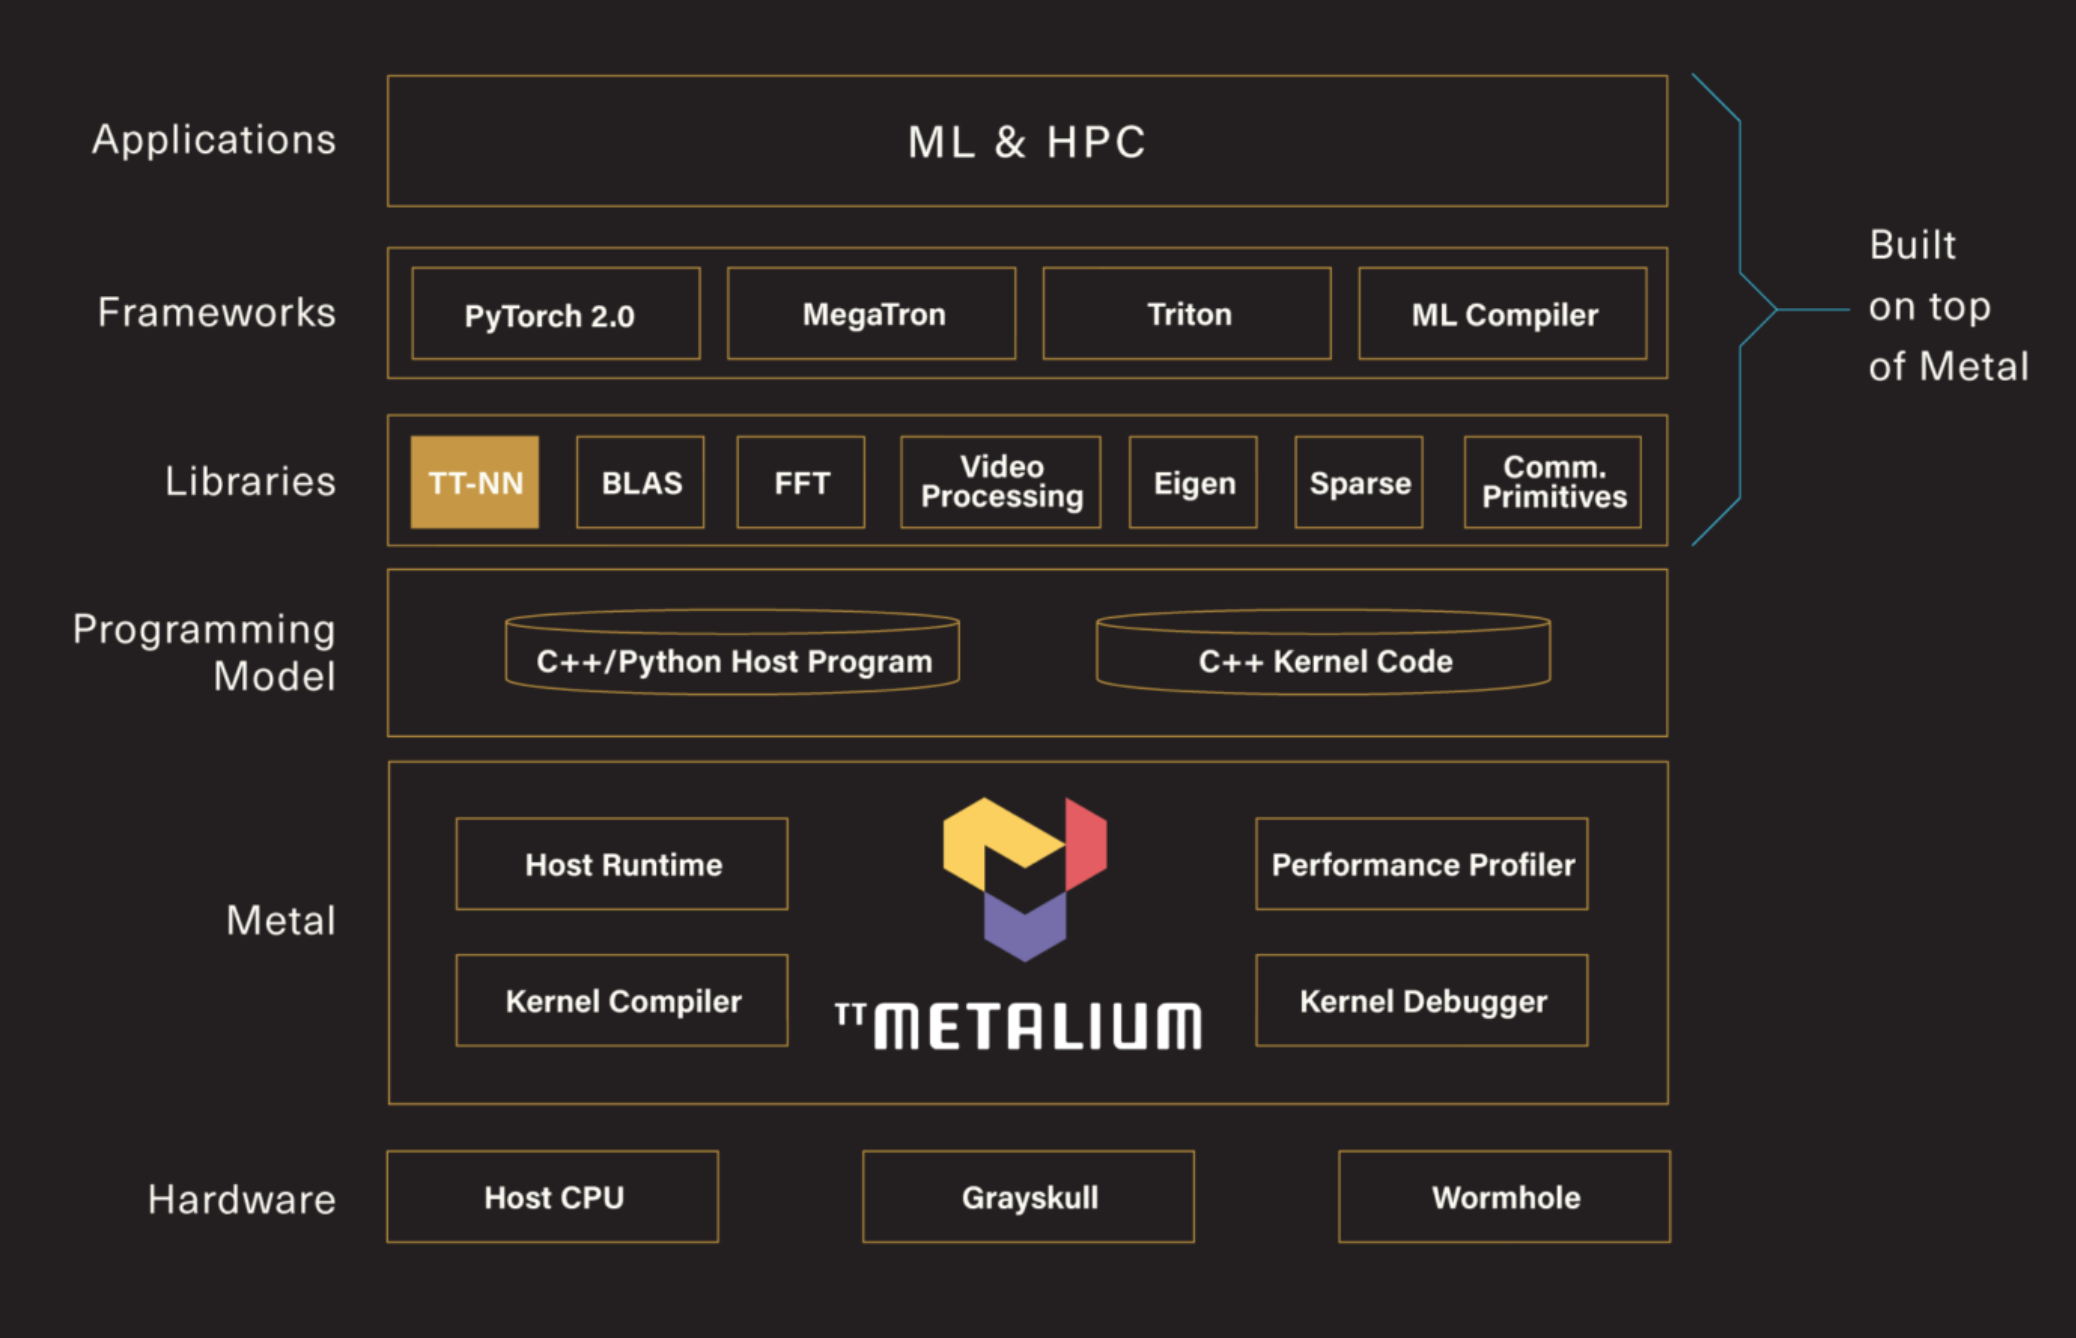 Applications
ML & HPC
Frameworks
PyTorch 2.0
MegaTron
Triton
ML Compiler
Built
on top
of Metal
Libraries
TT-NN
BLAS
FFT
Video
Processing
Eigen
Sparse
Comm.
Primitives
Programming
Model
C++/Python Host Program
C++ Kernel Code
Metal
Host Runtime
Kernel Compiler
TT METALIUM
Performance Profiler
Kernel Debugger
Hardware
Host CPU
Grayskull
Wormhole